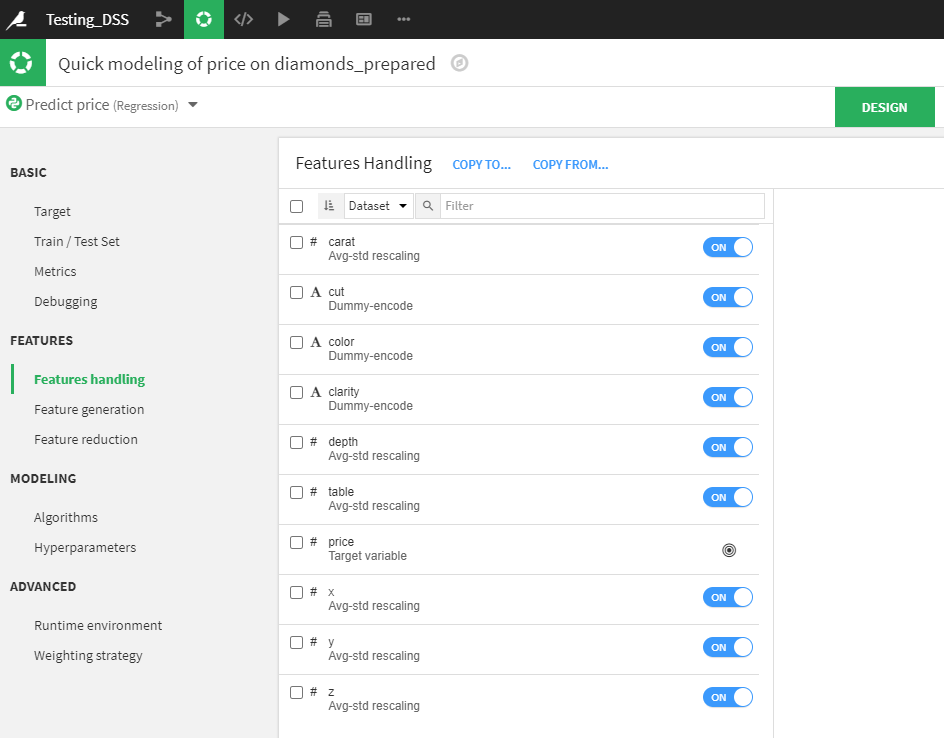 Testing_DSS
Quick modeling of price on diamonds_prepared
Predict price (Regression)
DESIGN
BASIC
Target
Train / Test Set
Metrics
Debugging
FEATURES
Features handling
Feature generation
Feature reduction
MODELING
Algorithms
Hyperparameters
ADVANCED
Runtime environment
Weighting strategy
Features Handling COPY TO... COPY FROM...
Dataset Filter
# carat ON
Avg-std rescaling
A cut ON
Dummy-encode
A color ON
Dummy-encode
A clarity ON
Dummy-encode
# depth ON
Avg-std rescaling
# table ON
Avg-std rescaling
# price
Target variable
# x ON
Avg-std rescaling
# y ON
Avg-std rescaling
# z ON
Avg-std rescaling